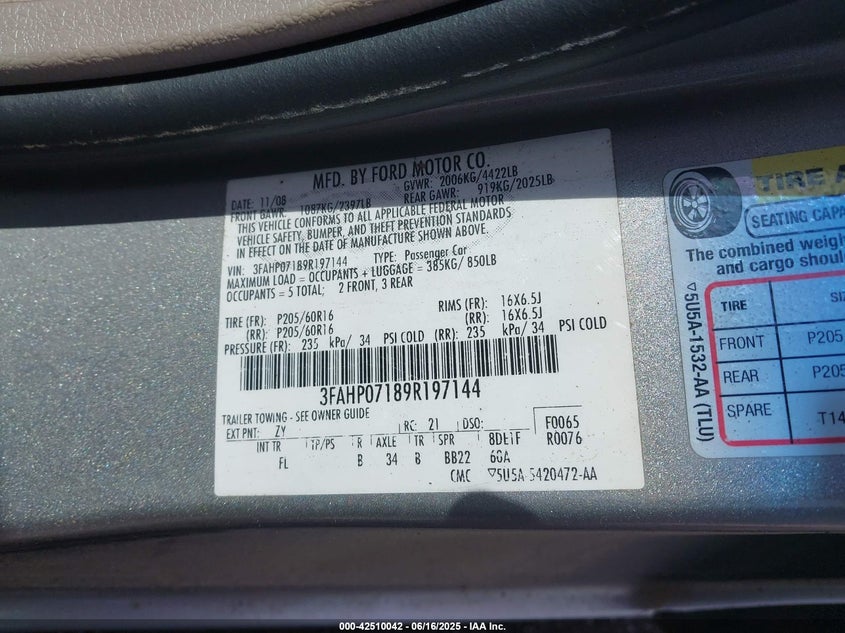 MFD. BY FORD MOTOR CO.
DATE: 11/08 GVWR: 2006KG/4422LB
FRONT GAWR: 1087KG/2397LB REAR GAWR: 919KG/2025LB
THIS VEHICLE CONFORMS TO ALL APPLICABLE FEDERAL MOTOR
VEHICLE SAFETY, BUMPER, AND THEFT PREVENTION STANDARDS
IN EFFECT ON THE DATE OF MANUFACTURE SHOWN ABOVE.
VIN: 3FAHP07189R197144 TYPE: Passenger Car
MAXIMUM LOAD = OCCUPANTS + LUGGAGE = 385KG/ 850LB
OCCUPANTS = 5 TOTAL: 2 FRONT, 3 REAR
TIRE (FR): P205/60R16 RIMS (FR): 16X6.5J
(RR): P205/60R16 (RR): 16X6.5J
PRESSURE (FR): 235 kPa/ 34 PSI COLD (RR): 235 kPa/ 34 PSI COLD
3FAHP07189R197144
TRAILER TOWING - SEE OWNER GUIDE
EXT PNT: ZY RC: 21 DSO: F0065
INT TR TP/PS R AXLE TR SPR 8DE1F R0076
FL B 34 B BB22 60A
CMC ▽5U5A-5420472-AA
TIRE A
SEATING CAPA
The combined weigh
and cargo shoul
TIRE SI
FRONT P205
REAR P205
SPARE T14
▽5U5A-1532-AA (TLU)
000-42510042 - 06/16/2025 - IAA Inc.